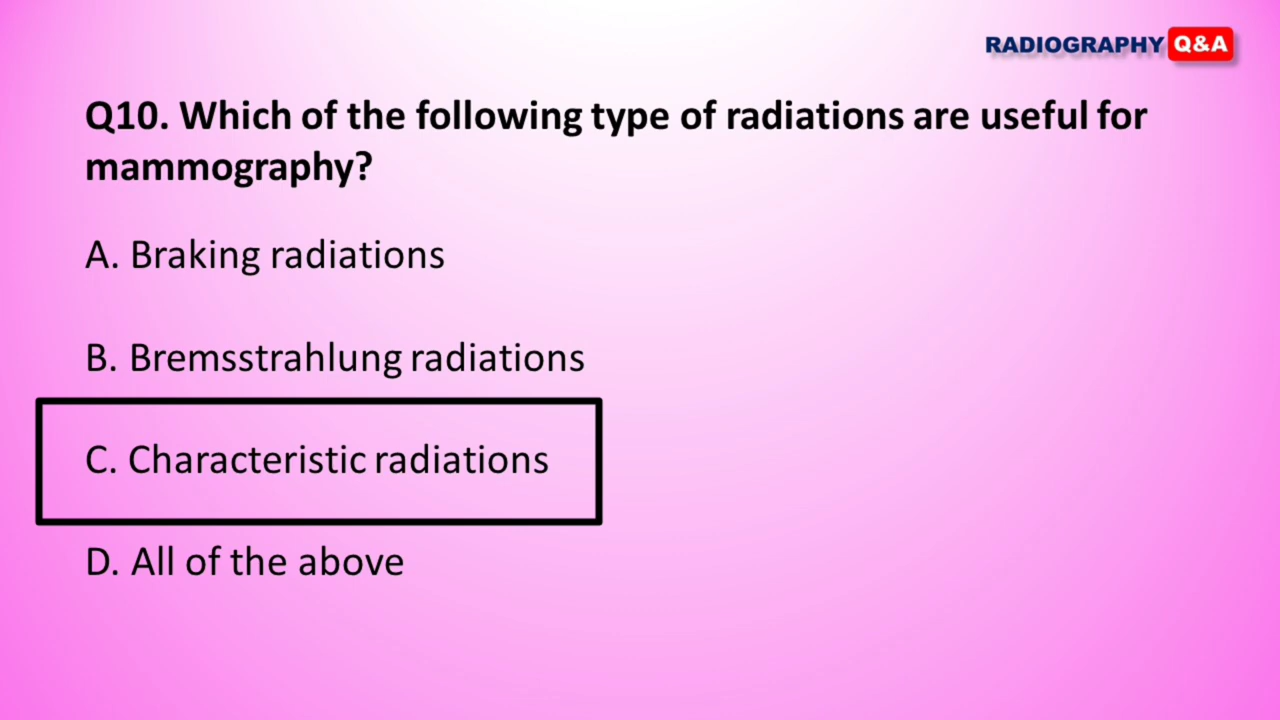 RADIOGRAPHY Q&A
Q10. Which of the following type of radiations are useful for
mammography?
A. Braking radiations
B. Bremsstrahlung radiations
C. Characteristic radiations
D. All of the above